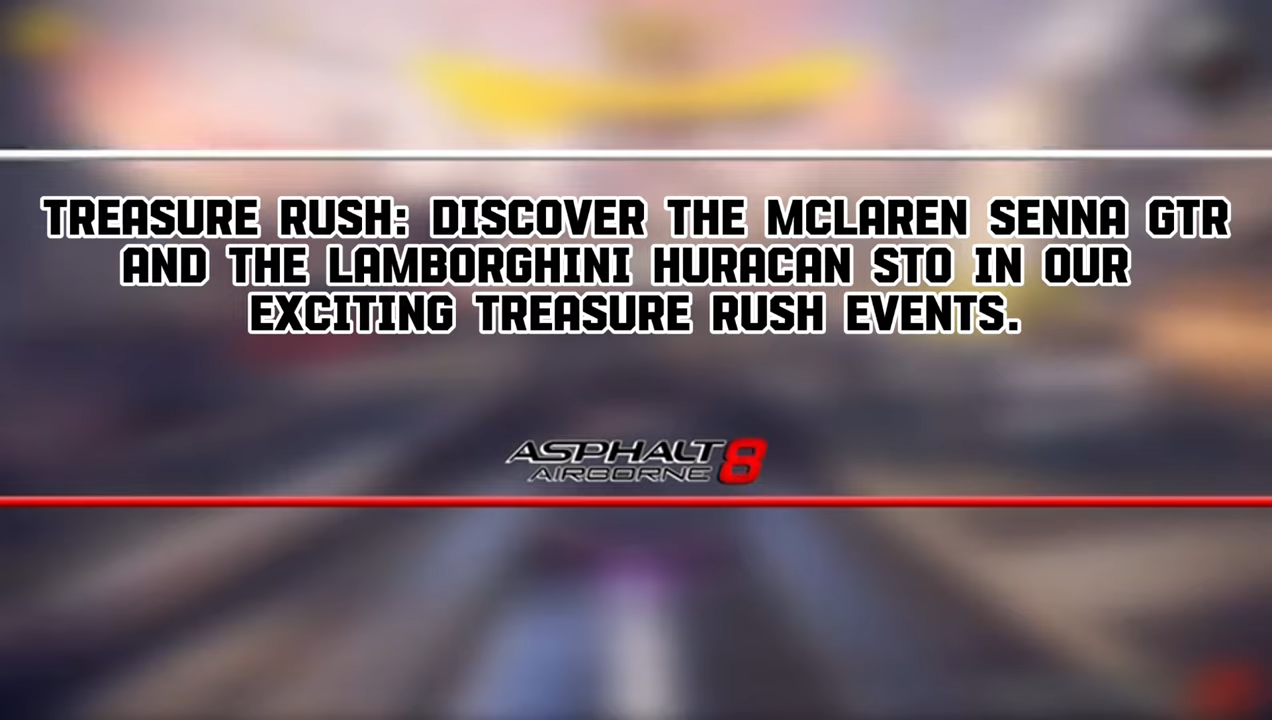 TREASURE RUSH: DISCOVER THE MCLAREN SENNA GTR
AND THE LAMBORGHINI HURACAN STO IN OUR
EXCITING TREASURE RUSH EVENTS.
ASPHALT 8
AIRBORNE